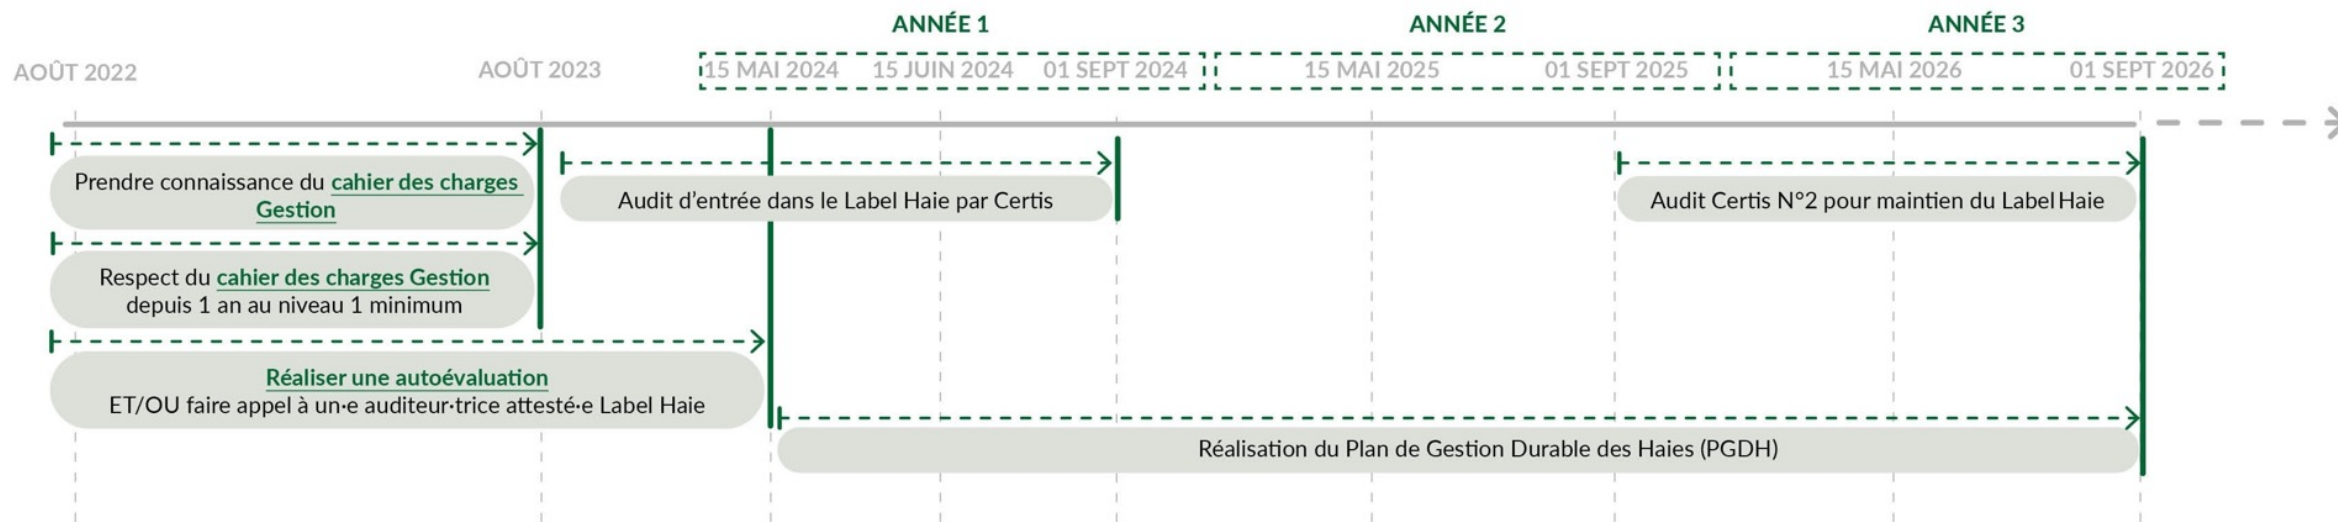 ANNÉE 1
ANNÉE 2
ANNÉE 3
AOÛT 2022
AOÛT 2023
15 MAI 2024
15 JUIN 2024
01 SEPT 2024
15 MAI 2025
01 SEPT 2025
15 MAI 2026
01 SEPT 2026
Prendre connaissance du cahier des charges
Gestion
Audit d’entrée dans le Label Haie par Certis
Audit Certis N°2 pour maintien du Label Haie
Respect du cahier des charges Gestion
depuis 1 an au niveau 1 minimum
Réaliser une autoévaluation
ET/OU faire appel à un·e auditeur·trice attesté·e Label Haie
Réalisation du Plan de Gestion Durable des Haies (PGDH)